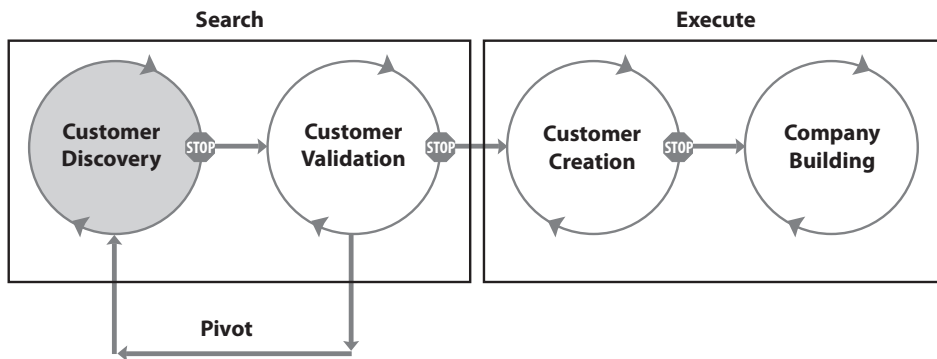 Search
Execute
Customer
Discovery
STOP
Customer
Validation
STOP
Customer
Creation
STOP
Company
Building
Pivot